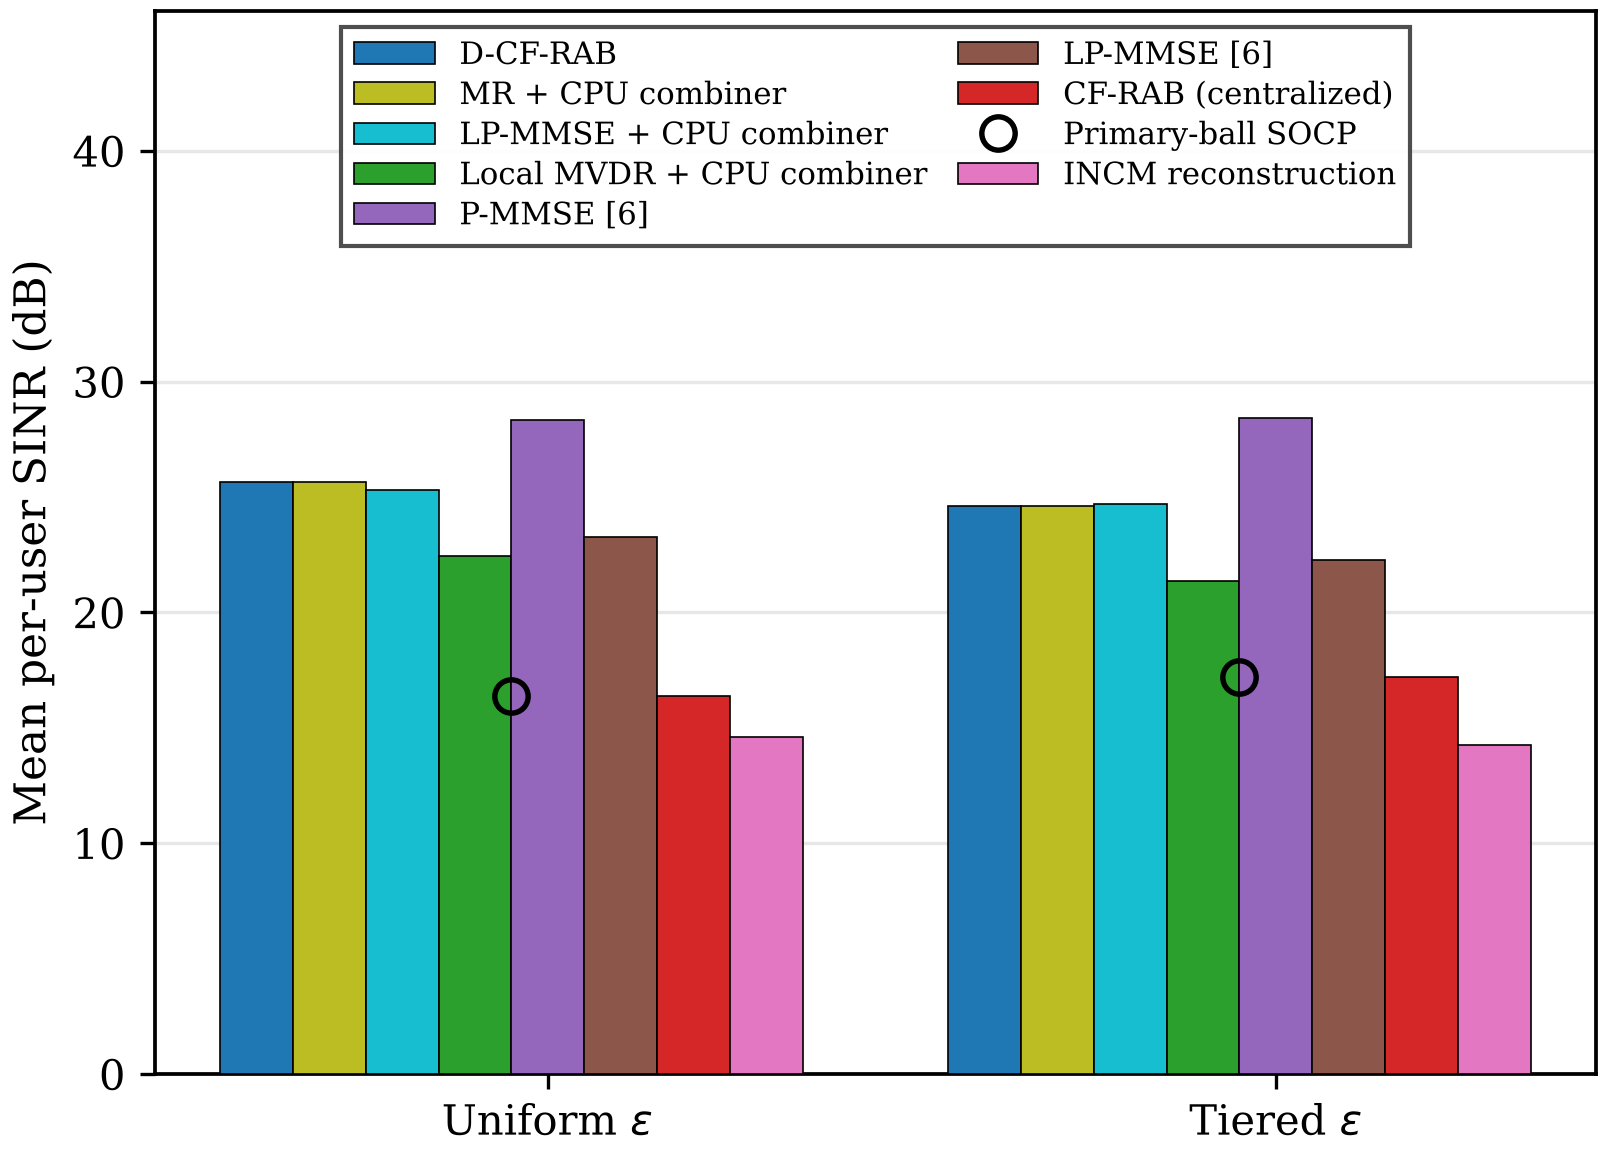 D-CF-RAB
MR + CPU combiner
LP-MMSE + CPU combiner
Local MVDR + CPU combiner
P-MMSE [6]
LP-MMSE [6]
CF-RAB (centralized)
Primary-ball SOCP
INCM reconstruction
Mean per-user SINR (dB)
40
30
20
10
0
Uniform ε
Tiered ε